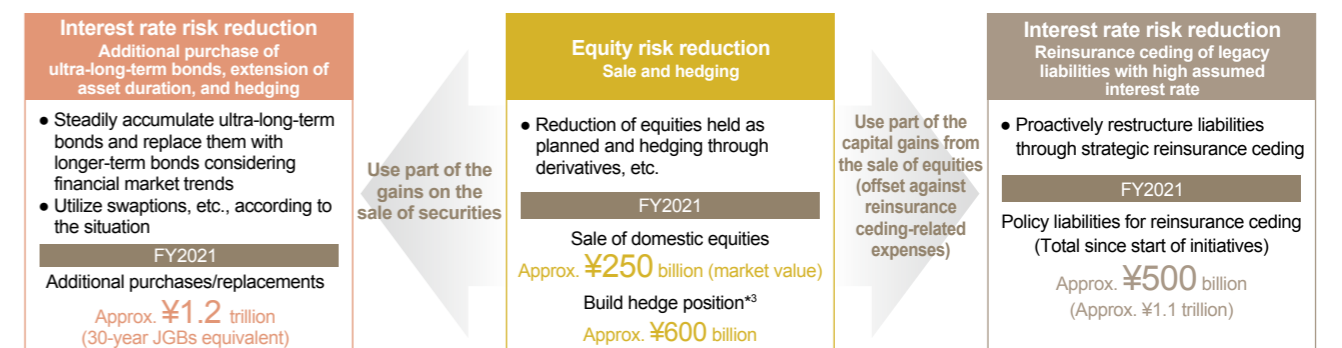 Interest rate risk reduction
Additional purchase of
ultra-long-term bonds, extension of
asset duration, and hedging
● Steadily accumulate ultra-long-term
bonds and replace them with
longer-term bonds considering
financial market trends
● Utilize swaptions, etc., according to
the situation
FY2021
Additional purchases/replacements
Approx. ¥1.2 trillion
(30-year JGBs equivalent)
Use part of the
gains on the
sale of securities
Equity risk reduction
Sale and hedging
● Reduction of equities held as
planned and hedging through
derivatives, etc.
FY2021
Sale of domestic equities
Approx. ¥250 billion (market value)
Build hedge position*3
Approx. ¥600 billion
Use part of the
capital gains from
the sale of equities
(offset against
reinsurance
ceding-related
expenses)
Interest rate risk reduction
Reinsurance ceding of legacy
liabilities with high assumed
interest rate
● Proactively restructure liabilities
through strategic reinsurance ceding
FY2021
Policy liabilities for reinsurance ceding
(Total since start of initiatives)
Approx. ¥500 billion
(Approx. ¥1.1 trillion)